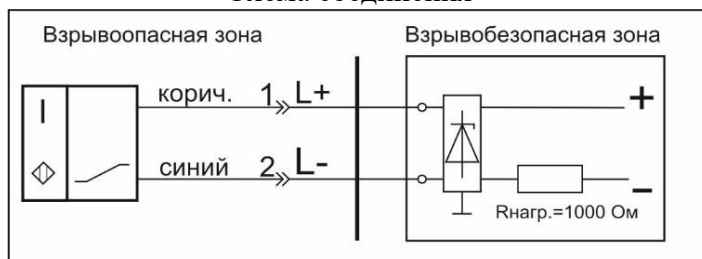 Взрывоопасная зона
Взрывобезопасная зона
I
корич. 1 L+
+
синий 2 L-
−
Rнагр.=1000 Ом